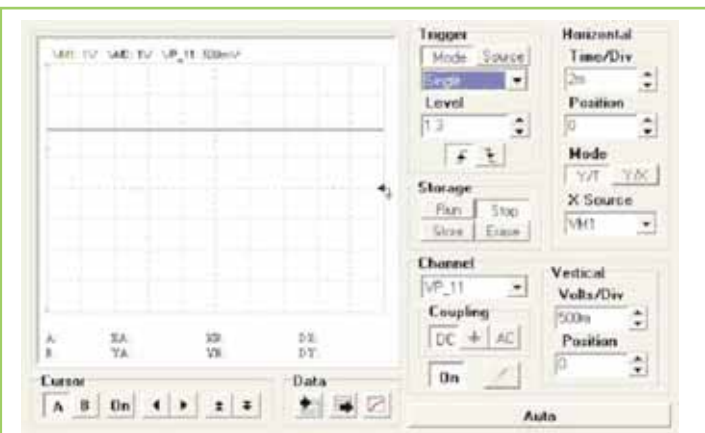 VM1: 1V VM2: 1V VP_11 500mV
A: XA: XB: DX:
B: YA: YB: DY:
Cursor
A B On
Data
Trigger
Mode Source
Single
Level
1.3
Storage
Run Stop
Store Erase
Channel
VP_11
Coupling
DC AC
On
Horizontal
Time/Div
2m
Position
0
Mode
Y/T Y/X
X Source
VM1
Vertical
Volts/Div
500m
Position
0
Auto